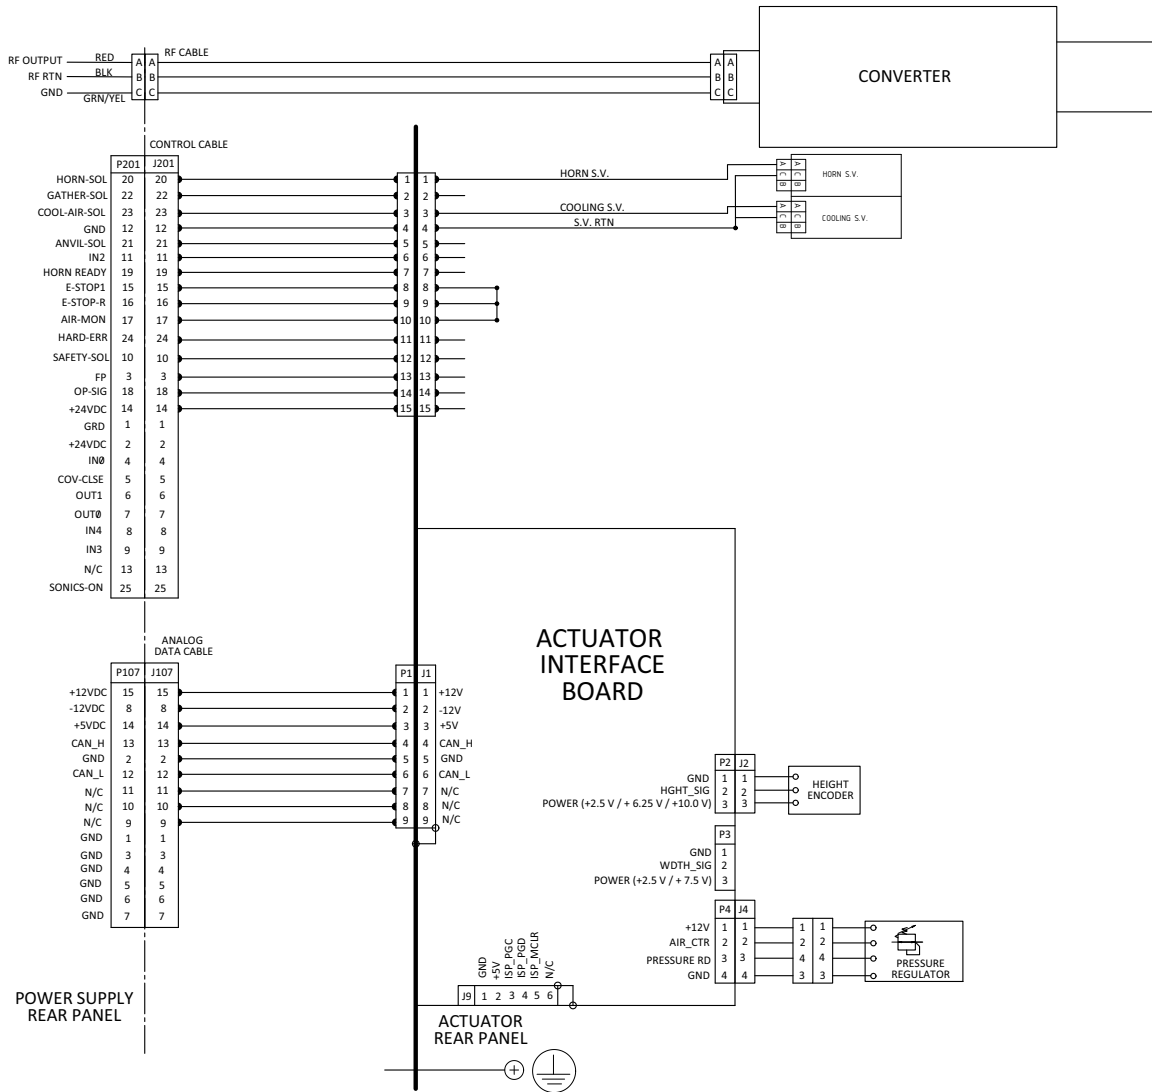 RF OUTPUT RED A A RF CABLE A A
RF RTN BLK B B B B
GND GRN/YEL C C C C
CONVERTER
CONTROL CABLE
P201 J201
HORN-SOL 20 20 1 1 HORN S.V.
GATHER-SOL 22 22 2 2
COOL-AIR-SOL 23 23 3 3 COOLING S.V.
GND 12 12 4 4 S.V. RTN
ANVIL-SOL 21 21 5 5
IN2 11 11 6 6
HORN READY 19 19 7 7
E-STOP1 15 15 8 8
E-STOP-R 16 16 9 9
AIR-MON 17 17 10 10
HARD-ERR 24 24 11 11
SAFETY-SOL 10 10 12 12
FP 3 3 13 13
OP-SIG 18 18 14 14
+24VDC 14 14 15 15
GRD 1 1
+24VDC 2 2
IN0 4 4
COV-CLSE 5 5
OUT1 6 6
OUT0 7 7
IN4 8 8
IN3 9 9
N/C 13 13
SONICS-ON 25 25
A A
C C HORN S.V.
B B
A A
C C COOLING S.V.
B B
ANALOG
DATA CABLE
P107 J107 P1 J1
+12VDC 15 15 1 1 +12V
-12VDC 8 8 2 2 -12V
+5VDC 14 14 3 3 +5V
CAN_H 13 13 4 4 CAN_H
GND 2 2 5 5 GND
CAN_L 12 12 6 6 CAN_L
N/C 11 11 7 7 N/C
N/C 10 10 8 8 N/C
N/C 9 9 9 9 N/C
GND 1 1
GND 3 3
GND 4 4
GND 5 5
GND 6 6
GND 7 7
ACTUATOR
INTERFACE
BOARD
P2 J2
GND 1 1
HGHT_SIG 2 2
POWER (+2.5 V / + 6.25 V / +10.0 V) 3 3
HEIGHT
ENCODER
P3
GND 1
WDTH_SIG 2
POWER (+2.5 V / + 7.5 V) 3
P4 J4
+12V 1 1 1 1
AIR_CTR 2 2 2 2
PRESSURE RD 3 3 4 4
GND 4 4 3 3
PRESSURE
REGULATOR
GND
+5V
ISP_PGC
ISP_PGD
ISP_MCLR
N/C
J9 1 2 3 4 5 6
POWER SUPPLY
REAR PANEL
ACTUATOR
REAR PANEL